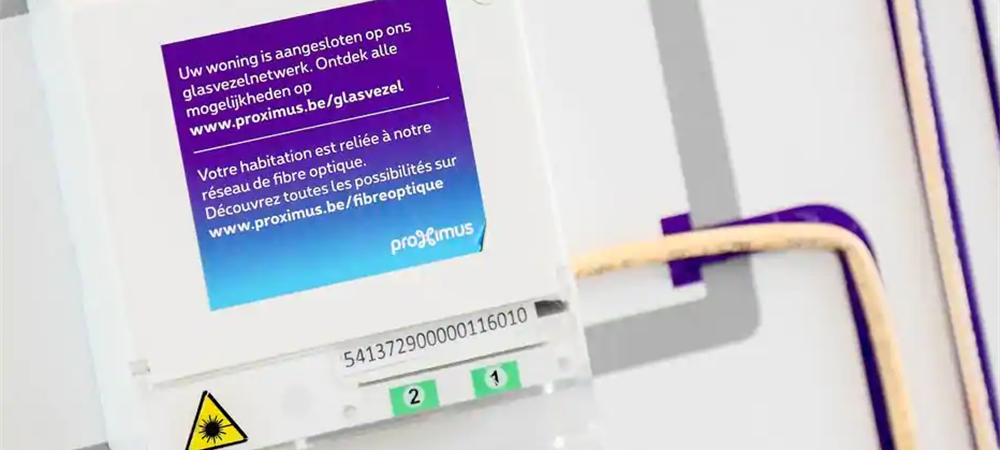 Uw woning is aangesloten op ons
glasvezelnetwerk. Ontdek alle
mogelijkheden op
www.proximus.be/glasvezel
Votre habitation est reliée à notre
réseau de fibre optique.
Découvrez toutes les possibilités sur
www.proximus.be/fibreoptique
proximus
541372900000116010
2 1